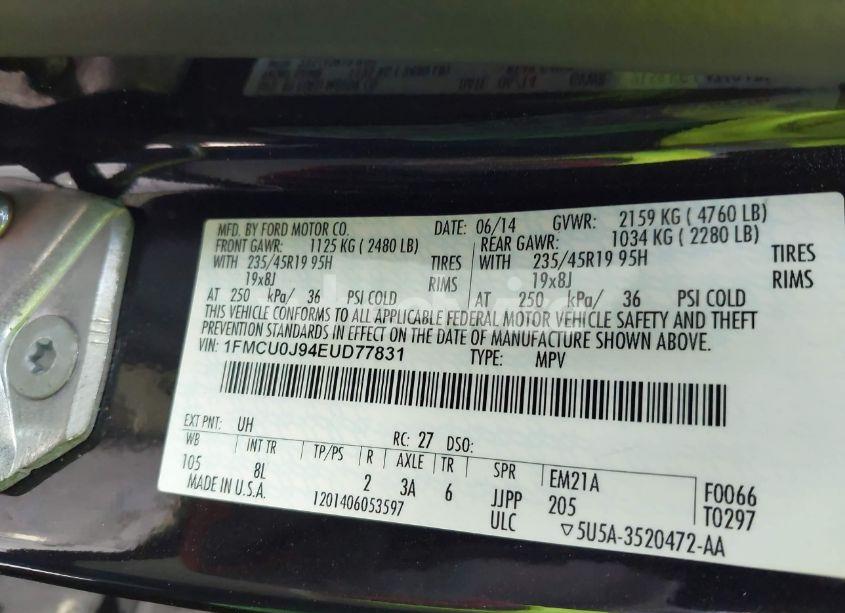 MFD. BY FORD MOTOR CO. DATE: 06/14 GVWR: 2159 KG ( 4760 LB)
FRONT GAWR: 1125 KG ( 2480 LB) REAR GAWR: 1034 KG ( 2280 LB)
WITH 235/45R19 95H TIRES WITH 235/45R19 95H TIRES
19x8J RIMS 19x8J RIMS
AT 250 kPa/ 36 PSI COLD AT 250 kPa/ 36 PSI COLD
THIS VEHICLE CONFORMS TO ALL APPLICABLE FEDERAL MOTOR VEHICLE SAFETY AND THEFT
PREVENTION STANDARDS IN EFFECT ON THE DATE OF MANUFACTURE SHOWN ABOVE.
VIN: 1FMCU0J94EUD77831 TYPE: MPV
EXT PNT: UH RC: 27 DSO:
WB INT TR TP/PS R AXLE TR SPR EM21A F0066
105 8L 2 3A 6 JJPP 205 T0297
MADE IN U.S.A. 1201406053597 ULC ▽5U5A-3520472-AA